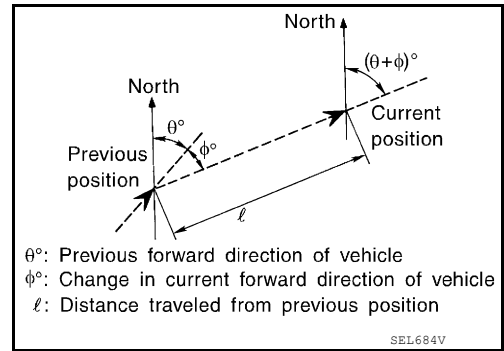 North
(θ+ϕ)°
North
θ°
ϕ°
Current
position
Previous
position
ℓ
θ°: Previous forward direction of vehicle
ϕ°: Change in current forward direction of vehicle
ℓ: Distance traveled from previous position
SEL684V